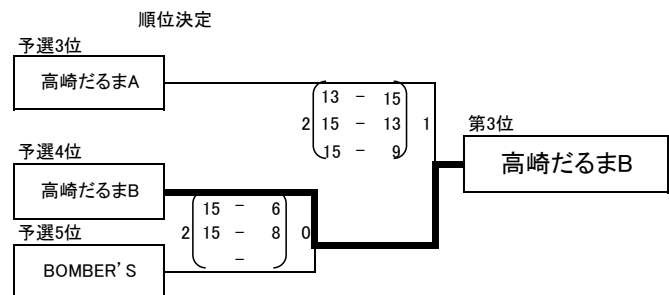 順位決定
予選3位
高崎だるまA
13 - 15
2 15 - 13 1
15 - 9
第3位
高崎だるまB
予選4位
高崎だるまB
15 - 6
2 15 - 8 0
-
予選5位
BOMBER'S